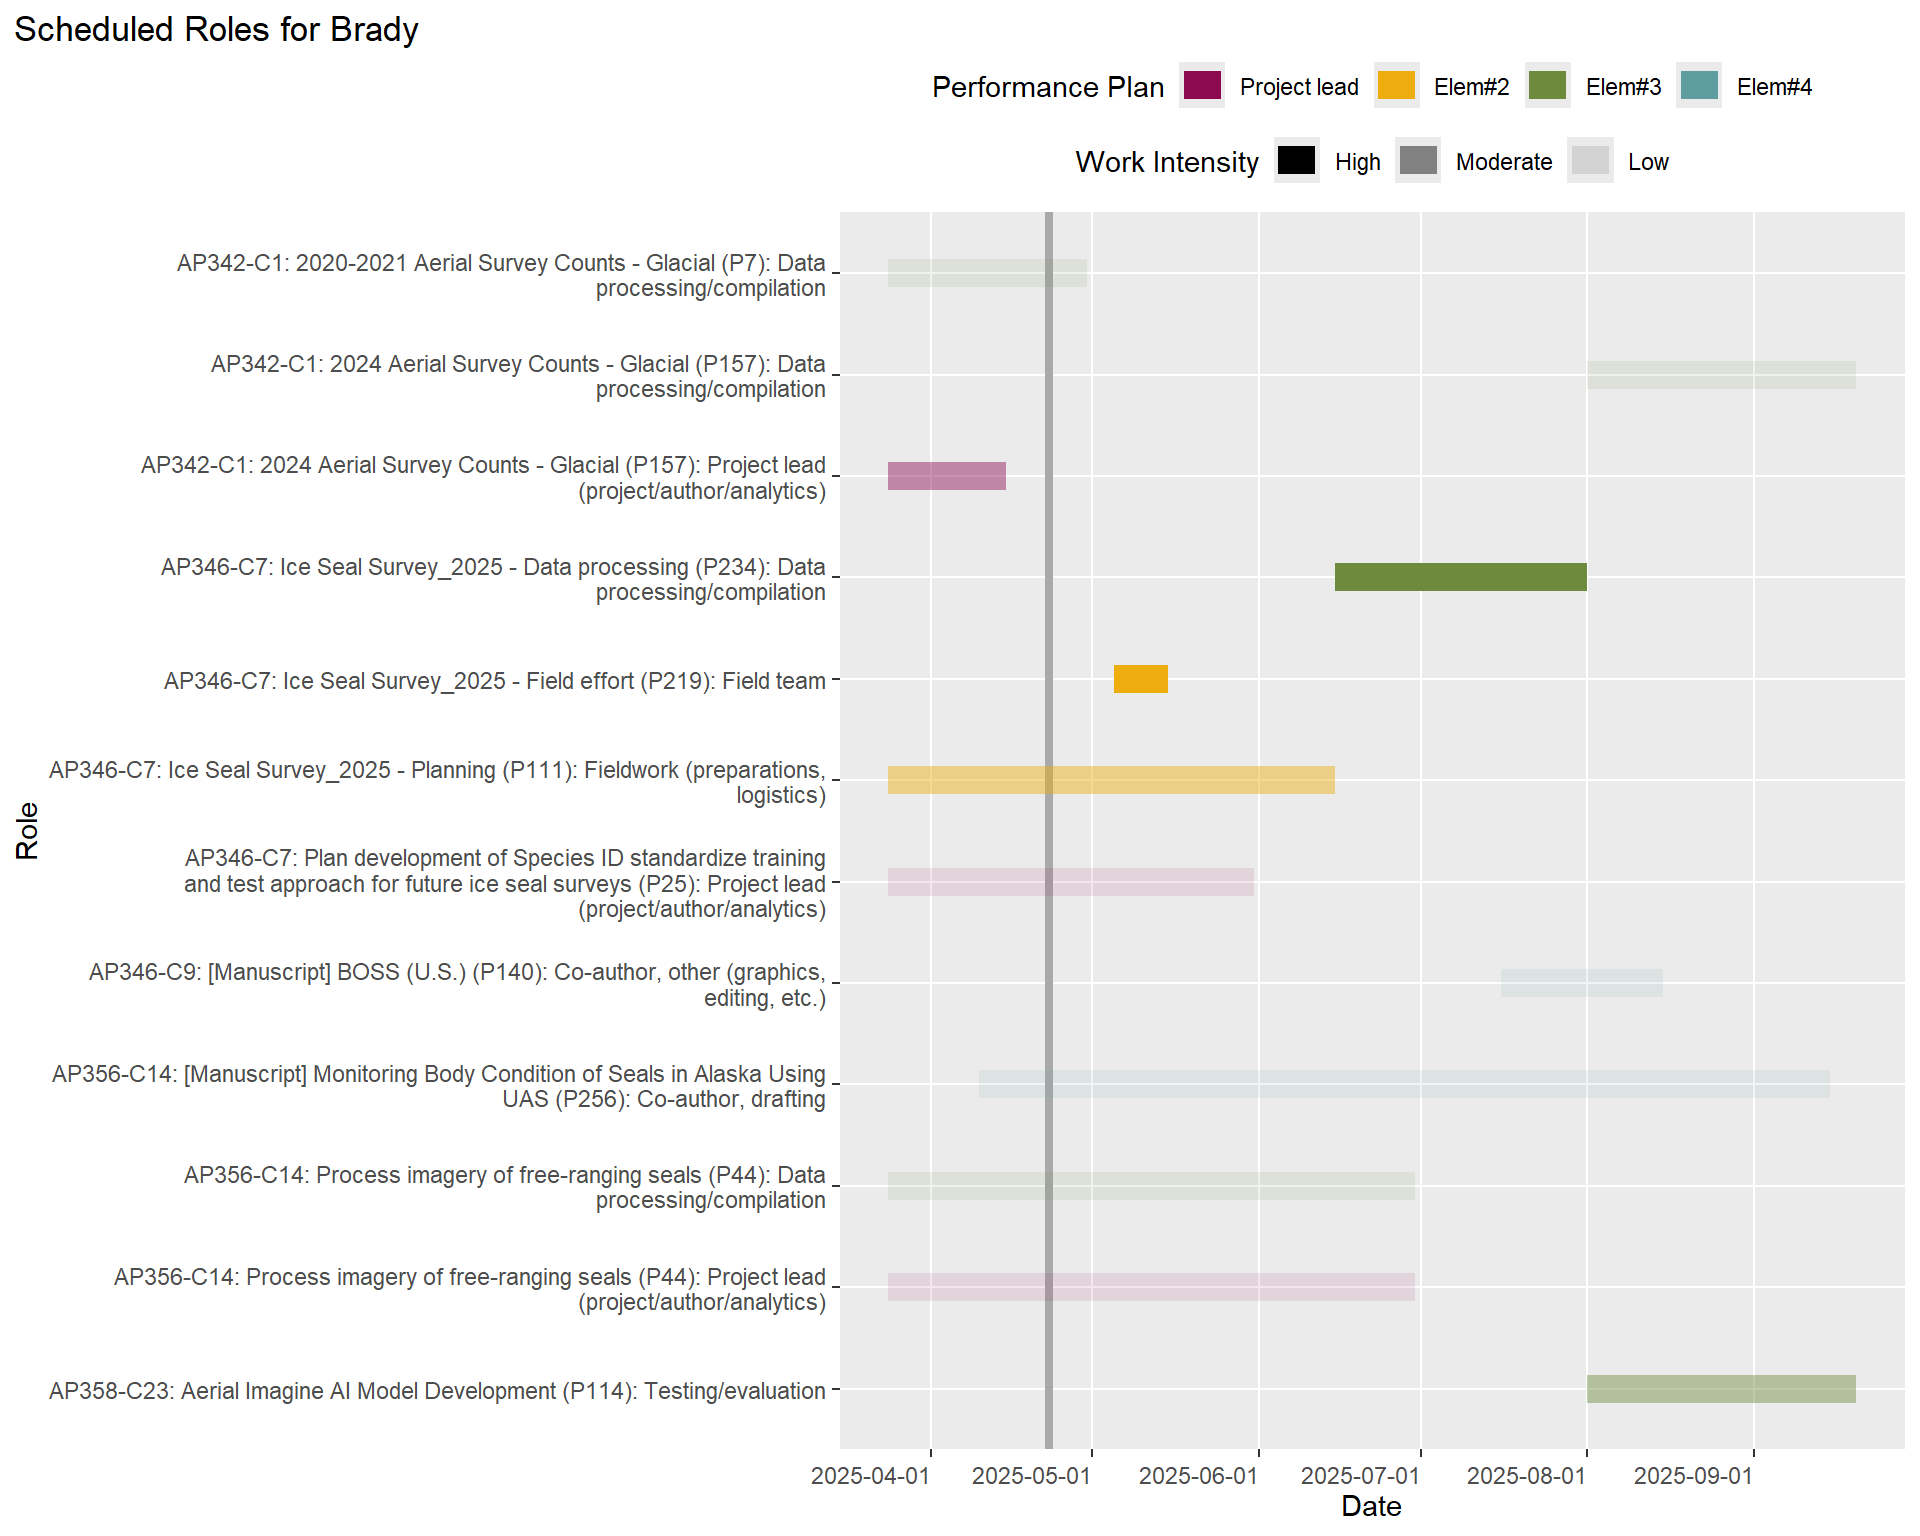 Scheduled Roles for Brady
Performance Plan Project lead Elem#2 Elem#3 Elem#4
Work Intensity High Moderate Low
Role
AP342-C1: 2020-2021 Aerial Survey Counts - Glacial (P7): Data
processing/compilation
AP342-C1: 2024 Aerial Survey Counts - Glacial (P157): Data
processing/compilation
AP342-C1: 2024 Aerial Survey Counts - Glacial (P157): Project lead
(project/author/analytics)
AP346-C7: Ice Seal Survey_2025 - Data processing (P234): Data
processing/compilation
AP346-C7: Ice Seal Survey_2025 - Field effort (P219): Field team
AP346-C7: Ice Seal Survey_2025 - Planning (P111): Fieldwork (preparations,
logistics)
AP346-C7: Plan development of Species ID standardize training
and test approach for future ice seal surveys (P25): Project lead
(project/author/analytics)
AP346-C9: [Manuscript] BOSS (U.S.) (P140): Co-author, other (graphics,
editing, etc.)
AP356-C14: [Manuscript] Monitoring Body Condition of Seals in Alaska Using
UAS (P256): Co-author, drafting
AP356-C14: Process imagery of free-ranging seals (P44): Data
processing/compilation
AP356-C14: Process imagery of free-ranging seals (P44): Project lead
(project/author/analytics)
AP358-C23: Aerial Imagine AI Model Development (P114): Testing/evaluation
2025-04-01 2025-05-01 2025-06-01 2025-07-01 2025-08-01 2025-09-01
Date